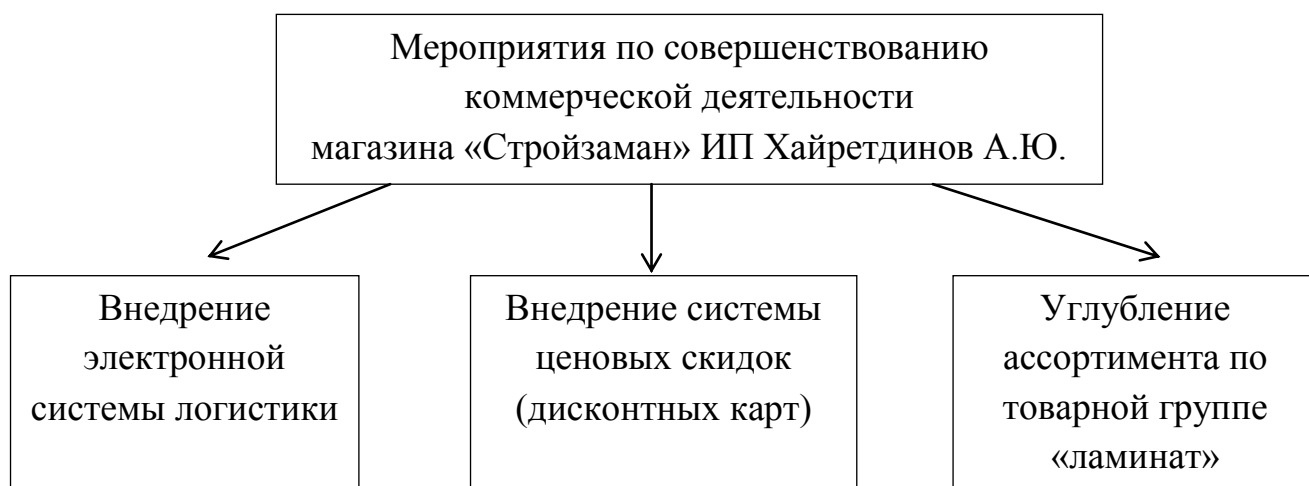 Мероприятия по совершенствованию
коммерческой деятельности
магазина «Стройзаман» ИП Хайретдинов А.Ю.
Внедрение
электронной
системы логистики
Внедрение системы
ценовых скидок
(дисконтных карт)
Углубление
ассортимента по
товарной группе
«ламинат»